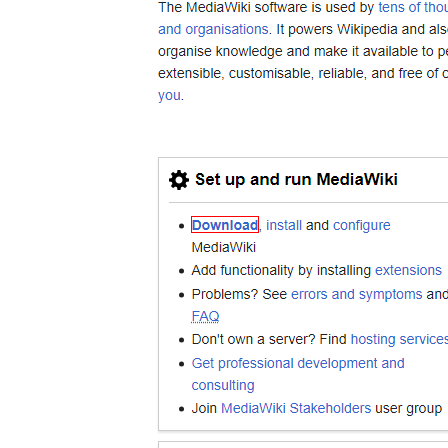 The MediaWiki software is used by tens of
and organisations. It powers Wikipedia and
organise knowledge and make it available to
extensible, customisable, reliable, and free of
you.
Set up and run MediaWiki
Download, install and configure
MediaWiki
Add functionality by installing extensions
Problems? See errors and symptoms and
FAQ
Don't own a server? Find hosting services
Get professional development and
consulting
Join MediaWiki Stakeholders user group